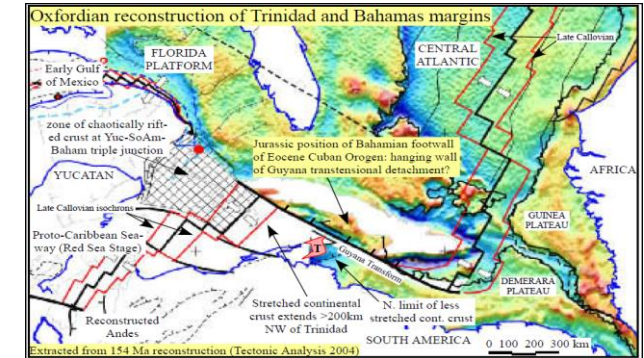 Oxfordian reconstruction of Trinidad and Bahamas margins
FLORIDA
PLATFORM
CENTRAL
ATLANTIC
Late Callovian
Early Gulf
of Mexico
?
zone of chaotically rift-
ed crust at Yuc-SoAm-
Baham triple junction
Jurassic position of Bahamian footwall
of Eocene Cuban Orogen: hanging wall
of Guyana transtensional detachment?
YUCATAN
AFRICA
Late Callovian isochrons
GUINEA
PLATEAU
Proto-Caribbean Sea-
way (Red Sea Stage)
T
Guyana Transform
DEMERARA
PLATEAU
Stretched continental
crust extends >200km
NW of Trinidad
N. limit of less
stretched cont. crust
Reconstructed
Andes
SOUTH AMERICA
0 100 200 300 km
Extracted from 154 Ma reconstruction (Tectonic Analysis 2004)